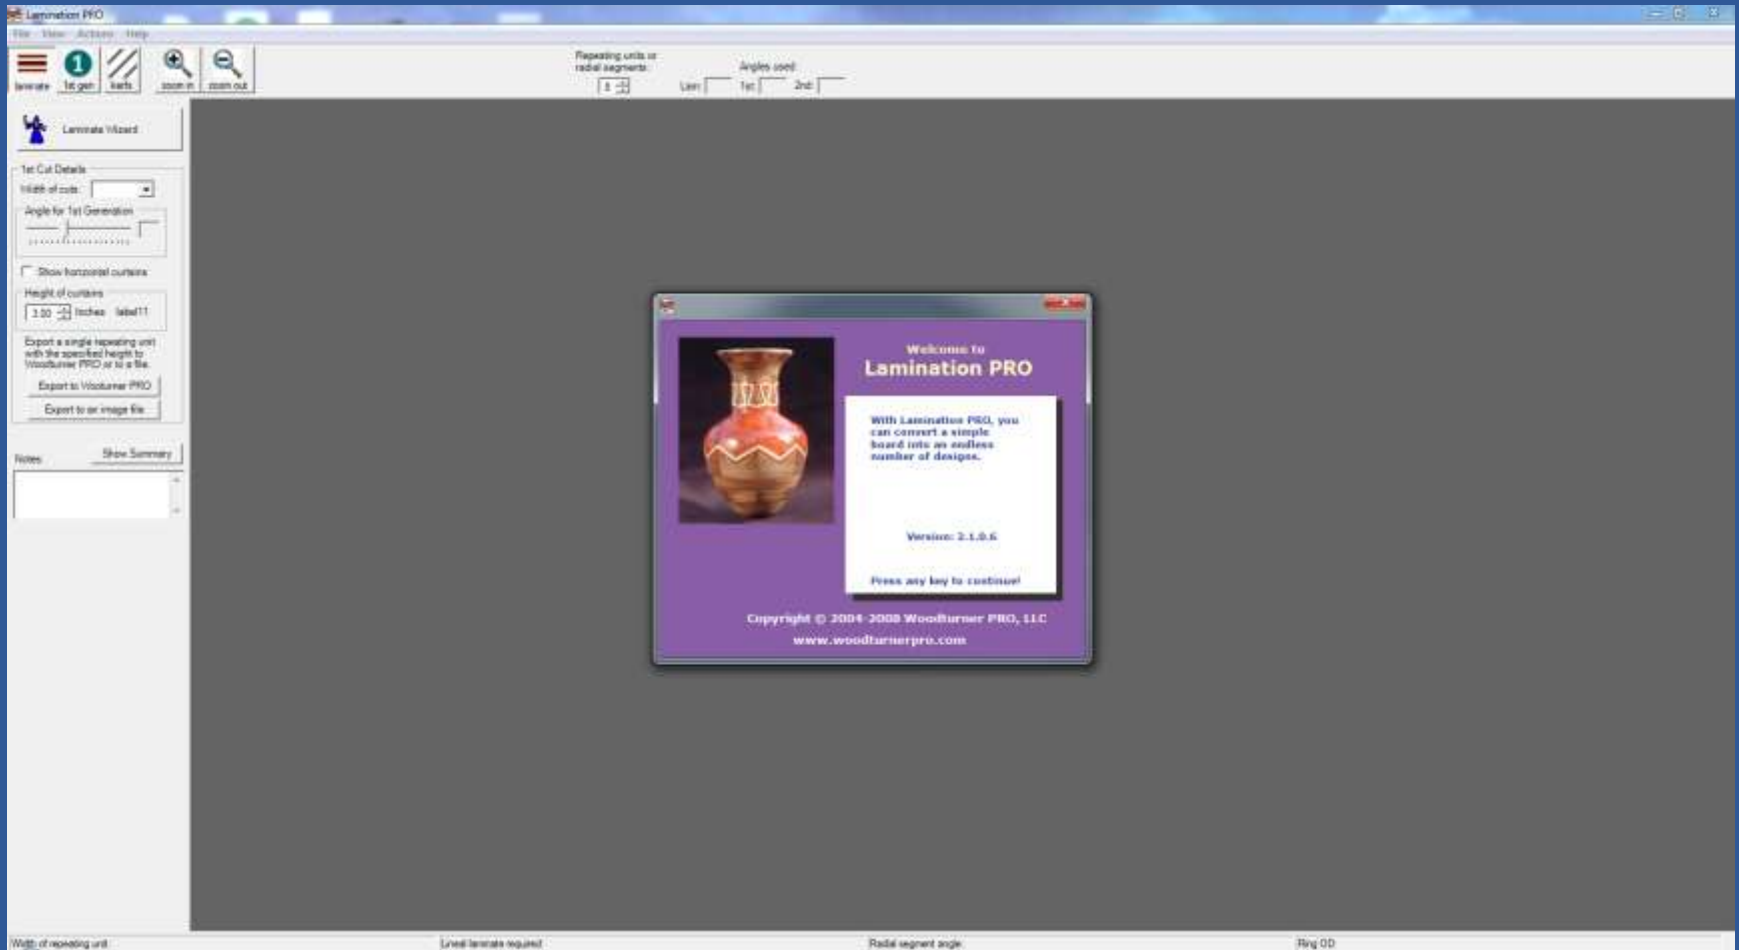 Lamination PRO
File View Actions Help
laminate 1st gen kerfs zoom in zoom out
Repeating units or
radial segments:
8
Lam:
Angles used:
1st: 2nd:
Laminate Wizard
1st Cut Details
Width of cuts:
Angle for 1st Generation
Show horizontal curtains
Height of curtains
3.00 Inches label11
Export a single repeating unit
with the specified height to
Woodturner PRO or to a file.
Export to Wooturner PRO
Export to an image file
Notes: Show Summary
Welcome to
Lamination PRO
With Lamination PRO, you
can convert a simple
board into an endless
number of designs.
Version: 2.1.0.6
Press any key to continue!
Copyright © 2004-2008 Woodturner PRO, LLC
www.woodturnerpro.com
Width of repeating unit Lineal laminate required Radial segment angle Ring OD